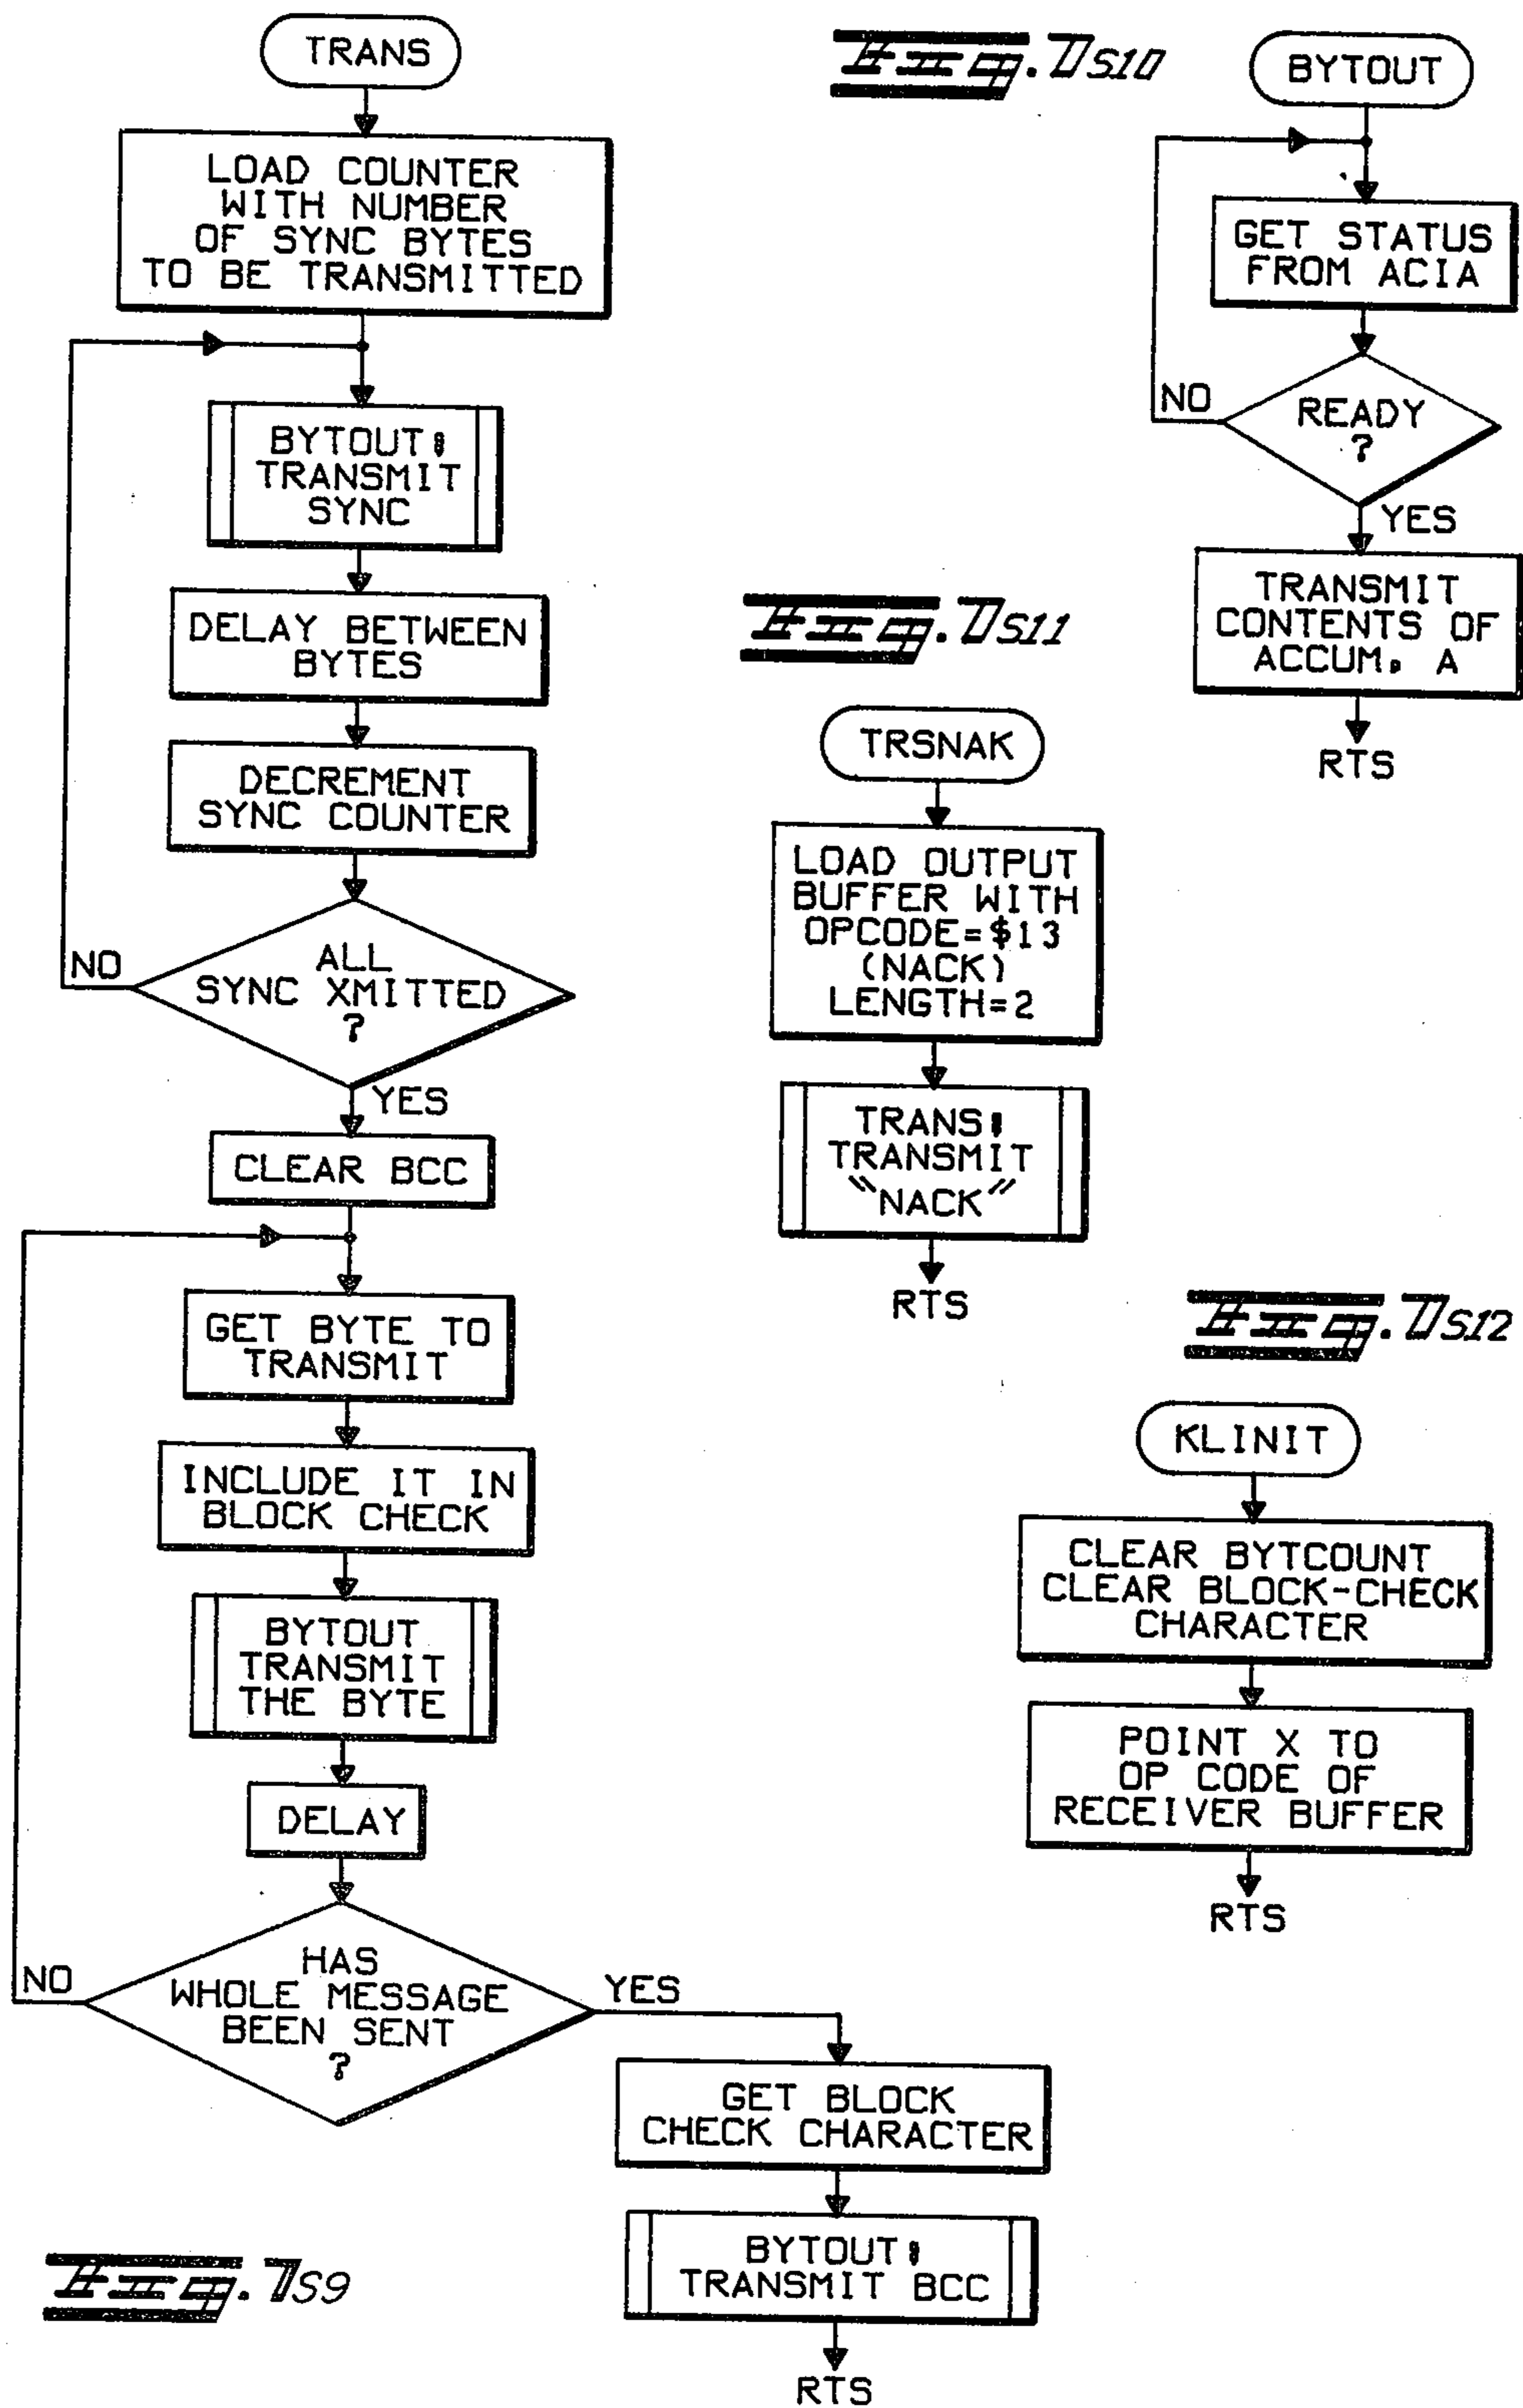 TRANS
LOAD COUNTER
WITH NUMBER
OF SYNC BYTES
TO BE TRANSMITTED
BYTOUT:
TRANSMIT
SYNC
DELAY BETWEEN
BYTES
DECREMENT
SYNC COUNTER
ALL
SYNC XMITTED
?
NO
YES
CLEAR BCC
GET BYTE TO
TRANSMIT
INCLUDE IT IN
BLOCK CHECK
BYTOUT
TRANSMIT
THE BYTE
DELAY
HAS
WHOLE MESSAGE
BEEN SENT
?
NO
YES
GET BLOCK
CHECK CHARACTER
BYTOUT:
TRANSMIT BCC
RTS
Fig. 7S9
Fig. 7S10
BYTOUT
GET STATUS
FROM ACIA
READY
?
NO
YES
TRANSMIT
CONTENTS OF
ACCUM. A
RTS
Fig. 7S11
TRSNAK
LOAD OUTPUT
BUFFER WITH
OPCODE=$13
(NACK)
LENGTH=2
TRANS:
TRANSMIT
"NACK"
RTS
Fig. 7S12
KLINIT
CLEAR BYTCOUNT
CLEAR BLOCK-CHECK
CHARACTER
POINT X TO
OP CODE OF
RECEIVER BUFFER
RTS